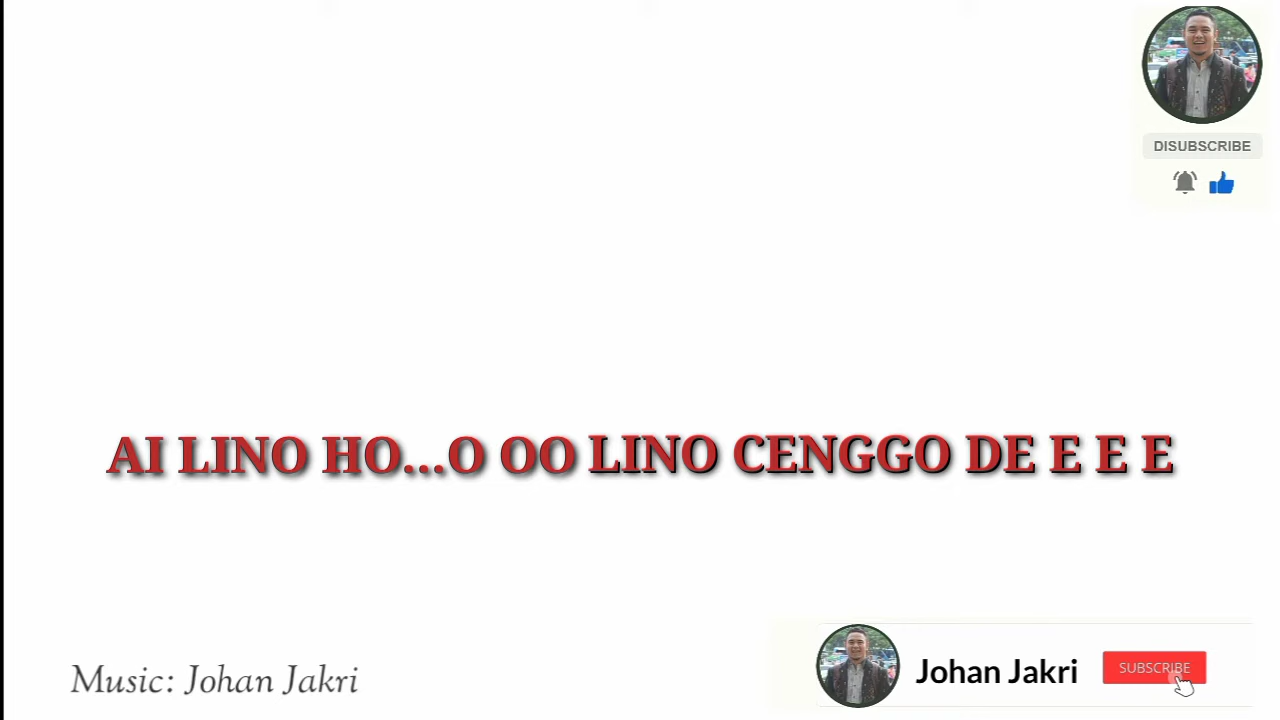 DISUBSCRIBE
AI LINO HO...O OO LINO CENGGO DE E E E
Music: Johan Jakri
Johan Jakri
SUBSCRIBE